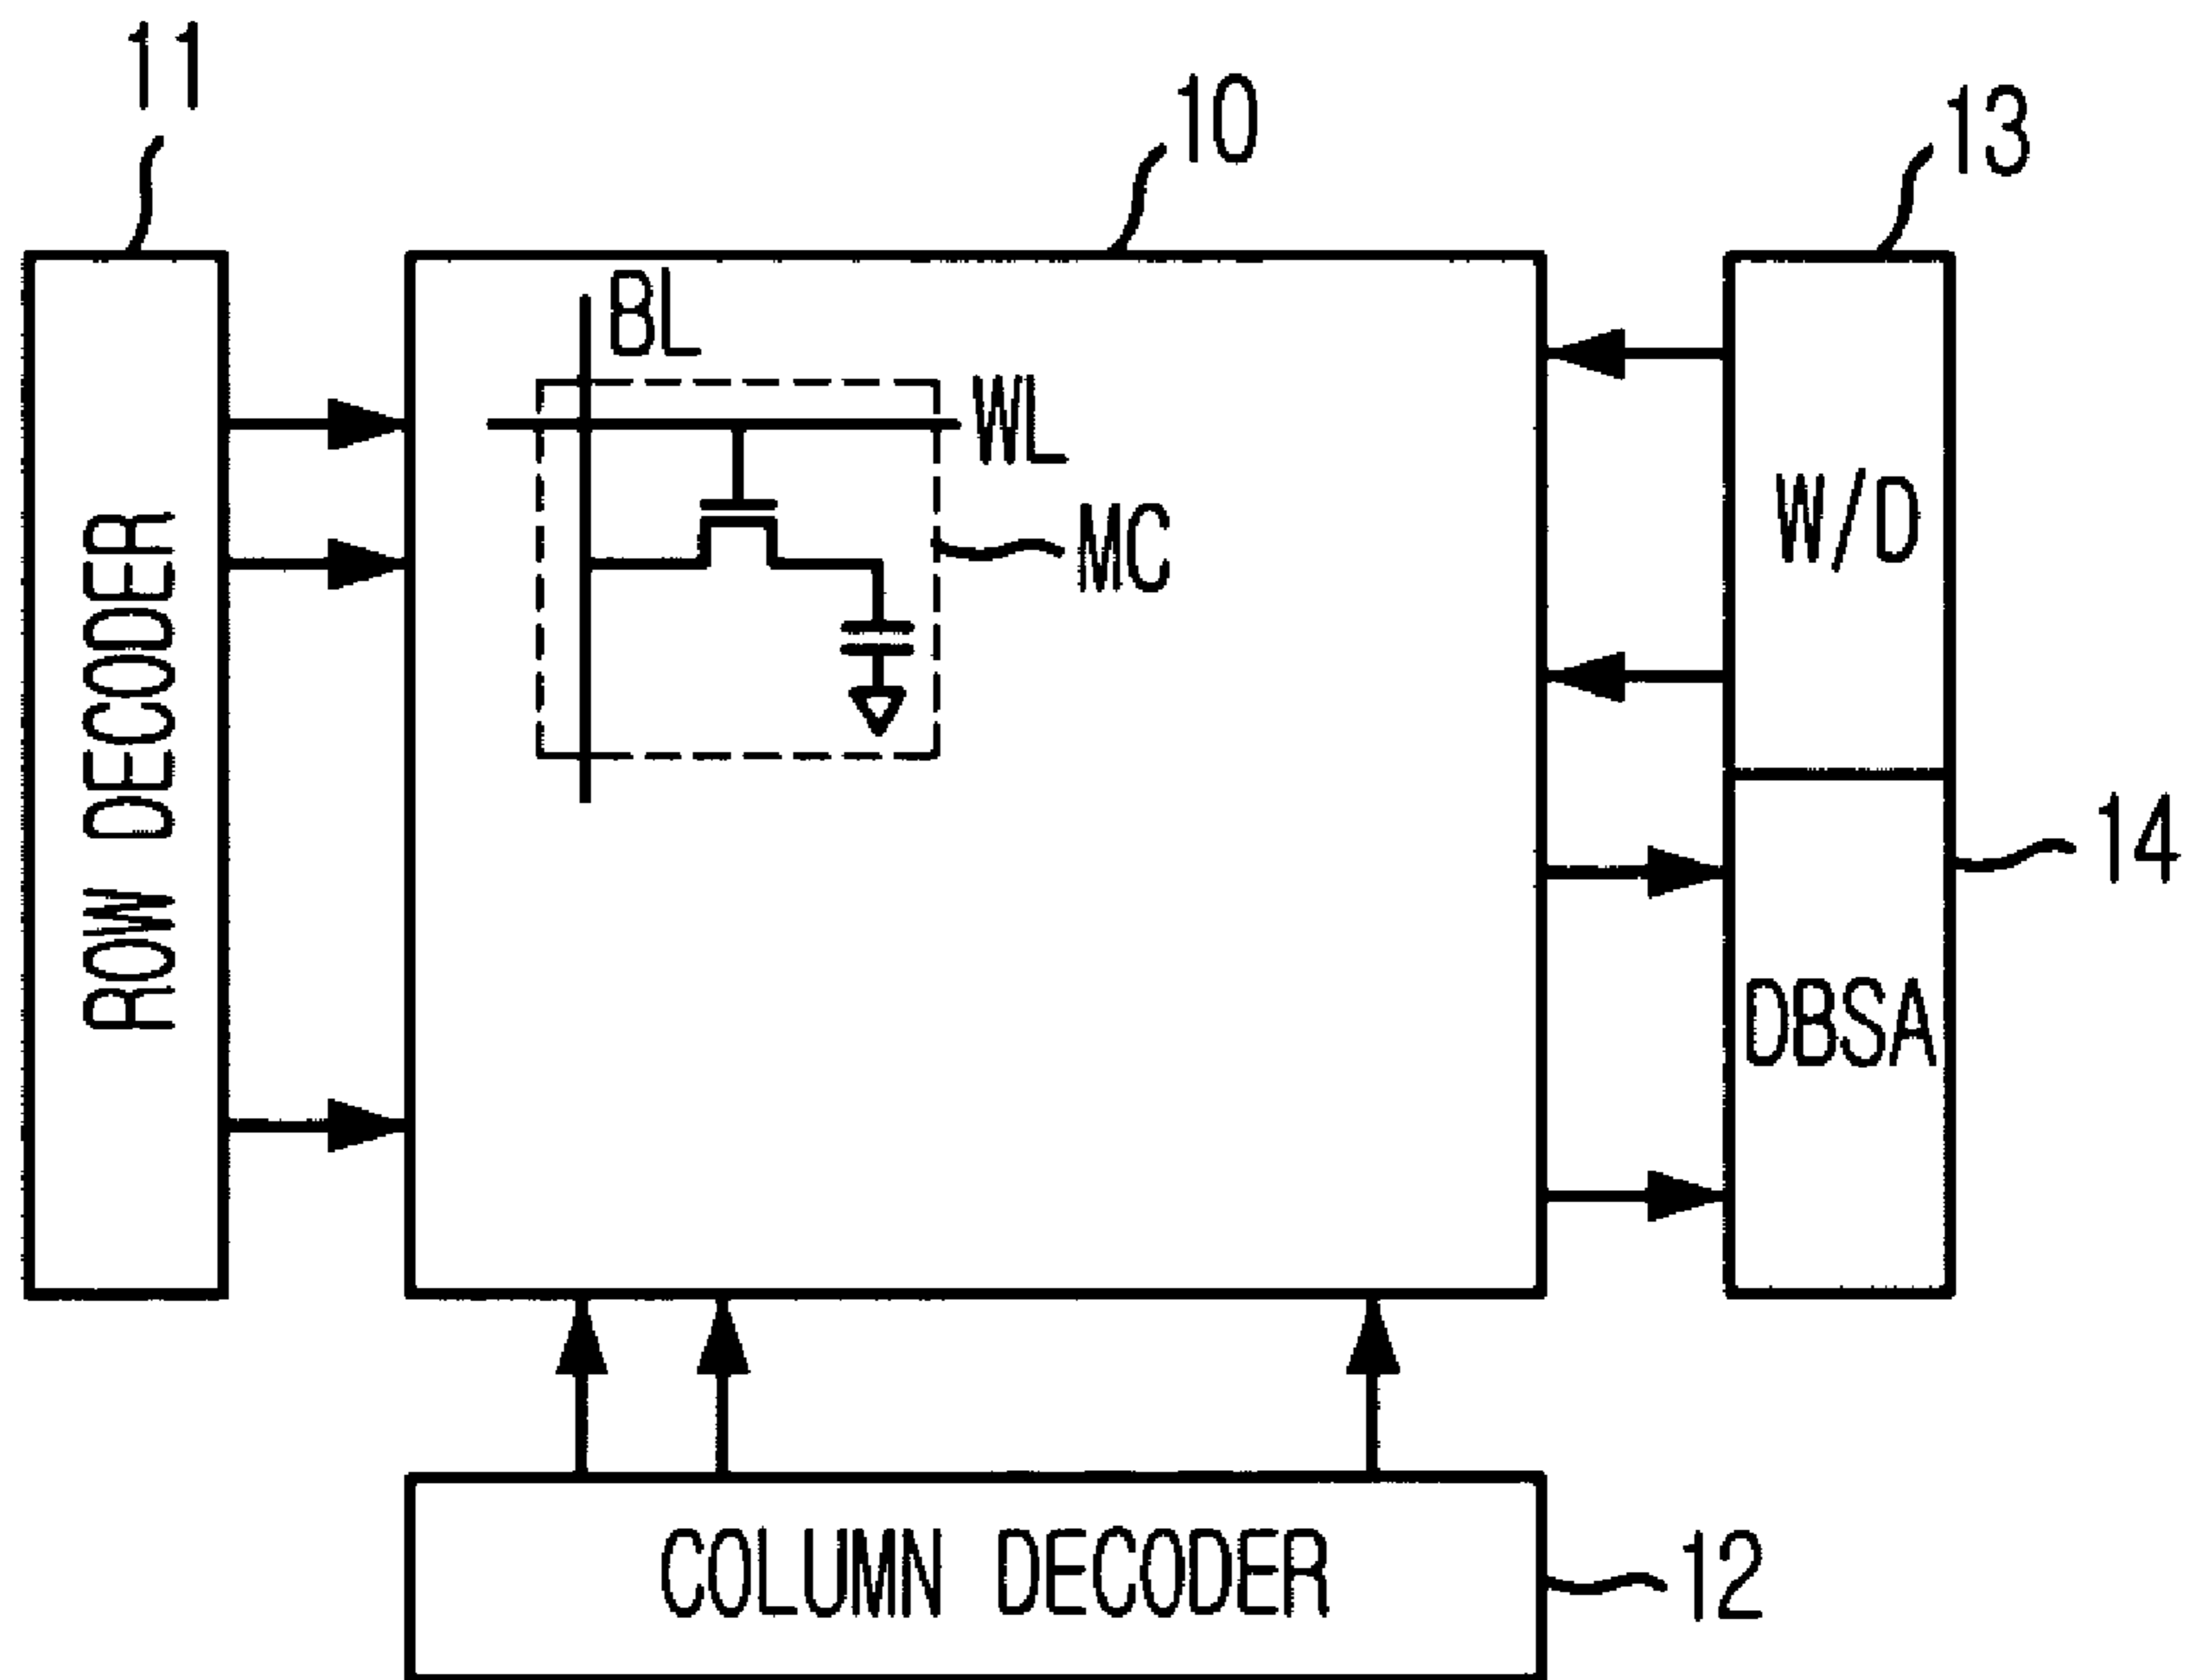 11
10
13
BL
WL
MC
W/D
ROW DECODER
14
DBSA
COLUMN DECODER
12